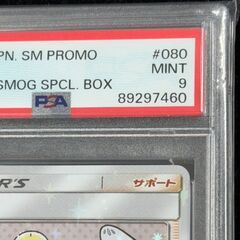 PN. SM PROMO #080
MINT
SMOG SPCL. BOX 9
PSA 89297460
R'S サポート